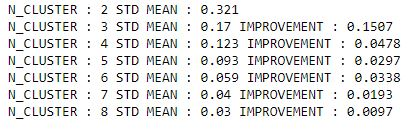 N_CLUSTER : 2 STD MEAN : 0.321
N_CLUSTER : 3 STD MEAN : 0.17 IMPROVEMENT : 0.1507
N_CLUSTER : 4 STD MEAN : 0.123 IMPROVEMENT : 0.0478
N_CLUSTER : 5 STD MEAN : 0.093 IMPROVEMENT : 0.0297
N_CLUSTER : 6 STD MEAN : 0.059 IMPROVEMENT : 0.0338
N_CLUSTER : 7 STD MEAN : 0.04 IMPROVEMENT : 0.0193
N_CLUSTER : 8 STD MEAN : 0.03 IMPROVEMENT : 0.0097